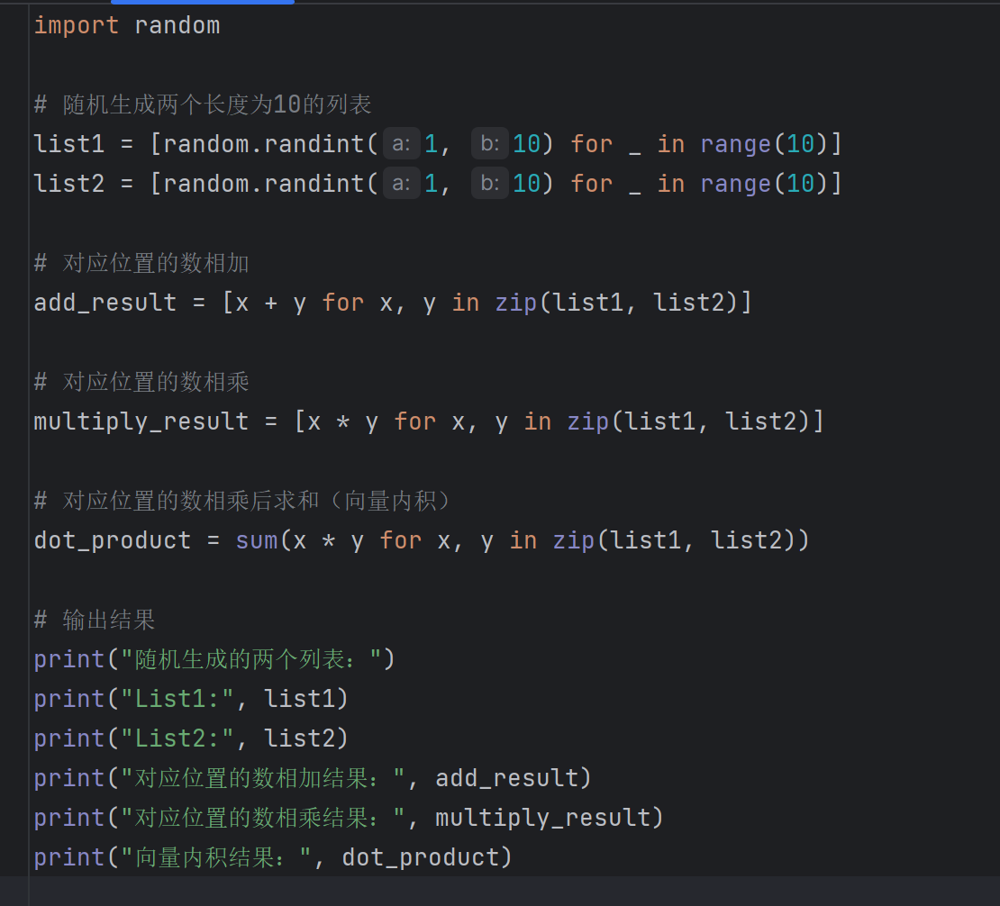 import random
# 随机生成两个长度为10的列表
list1 = [random.randint( a: 1, b: 10) for _ in range(10)]
list2 = [random.randint( a: 1, b: 10) for _ in range(10)]
# 对应位置的数相加
add_result = [x + y for x, y in zip(list1, list2)]
# 对应位置的数相乘
multiply_result = [x * y for x, y in zip(list1, list2)]
# 对应位置的数相乘后求和（向量内积）
dot_product = sum(x * y for x, y in zip(list1, list2))
# 输出结果
print("随机生成的两个列表：")
print("List1:", list1)
print("List2:", list2)
print("对应位置的数相加结果：", add_result)
print("对应位置的数相乘结果：", multiply_result)
print("向量内积结果：", dot_product)